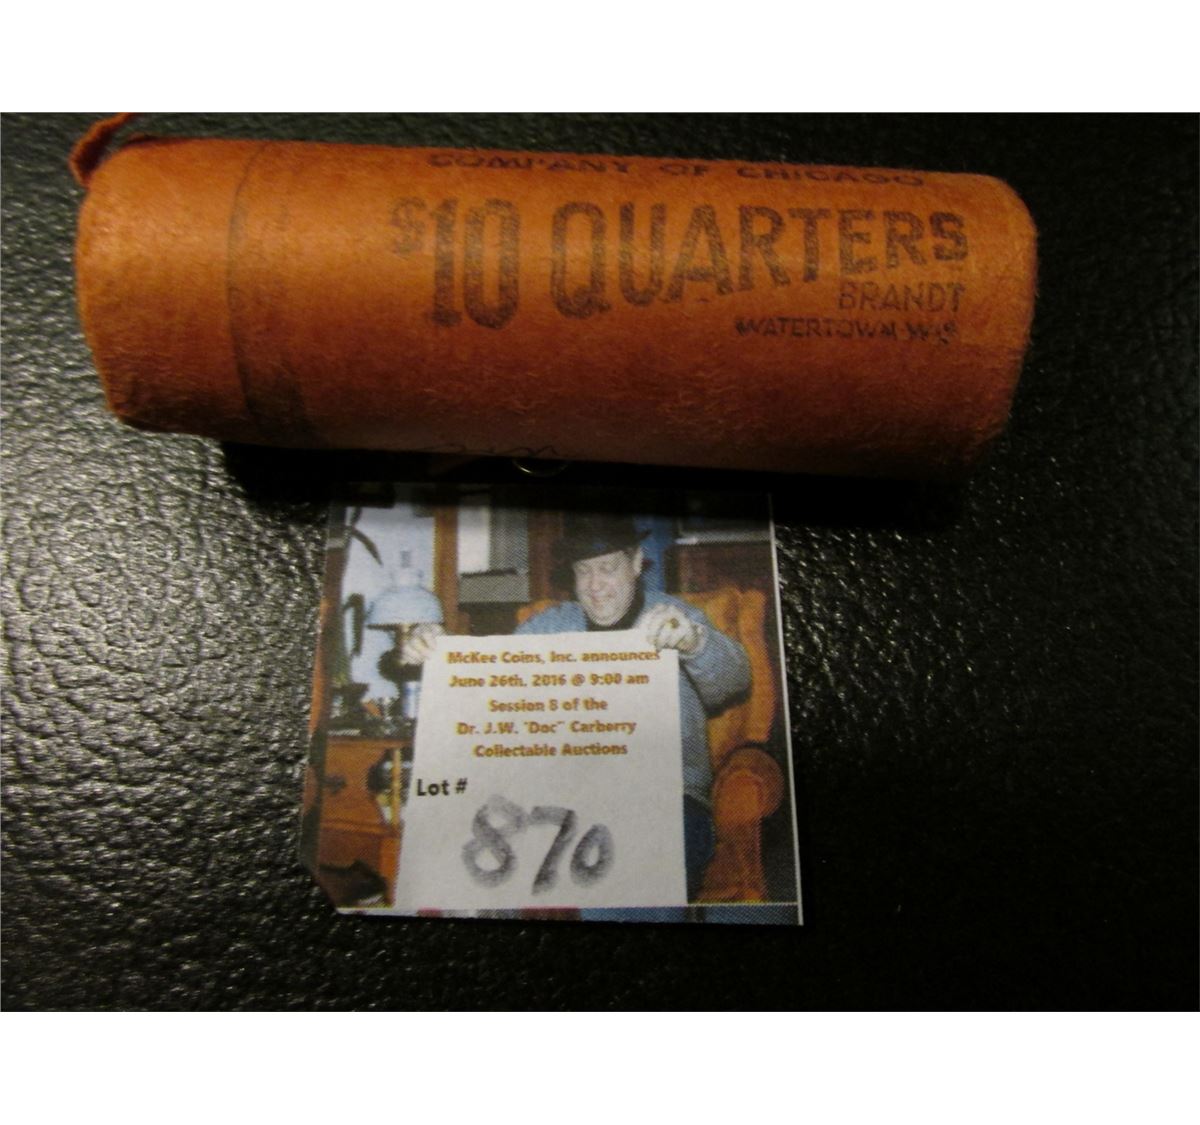 COMPANY OF CHICAGO
$10 QUARTERS
BRANDT
WATERTOWN WIS
McKee Coins, Inc. announces
June 26th, 2016 @ 9:00 am
Session 8 of the
Dr. J.W. "Doc" Carberry
Collectable Auctions
Lot #
870